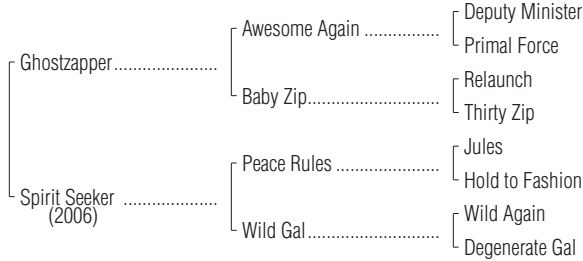 Deputy Minister
Awesome Again ..................
Primal Force
Ghostzapper.....................
Relaunch
Baby Zip...............................
Thirty Zip
Jules
Peace Rules ........................
Hold to Fashion
Spirit Seeker ...................
(2006)
Wild Again
Wild Gal...............................
Degenerate Gal